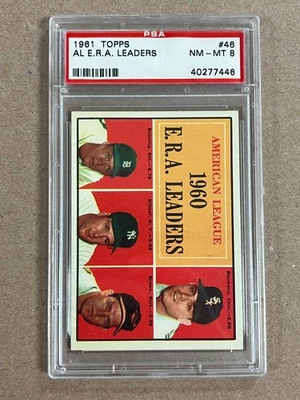 PSA
1961 TOPPS #46
AL E.R.A. LEADERS NM-MT 8
40277446
AMERICAN LEAGUE
1960
E.R.A. LEADERS